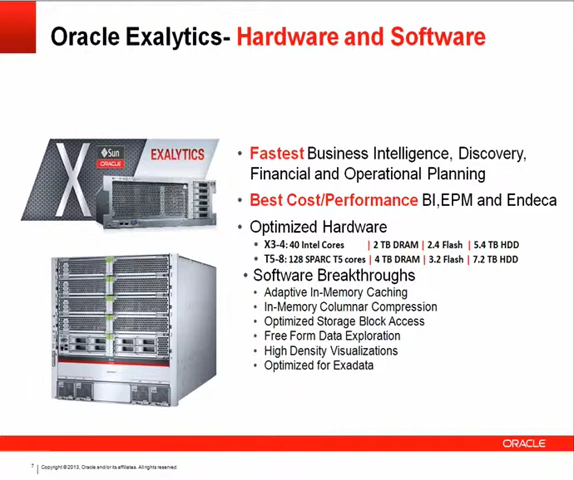 Oracle Exalytics- Hardware and Software
X
Sun
ORACLE
EXALYTICS
• Fastest Business Intelligence, Discovery,
Financial and Operational Planning
• Best Cost/Performance BI,EPM and Endeca
• Optimized Hardware
• X3-4: 40 Intel Cores | 2 TB DRAM | 2.4 Flash | 5.4 TB HDD
• T5-8: 128 SPARC T5 cores | 4 TB DRAM | 3.2 Flash | 7.2 TB HDD
• Software Breakthroughs
• Adaptive In-Memory Caching
• In-Memory Columnar Compression
• Optimized Storage Block Access
• Free Form Data Exploration
• High Density Visualizations
• Optimized for Exadata
ORACLE
7 | Copyright © 2013, Oracle and/or its affiliates. All rights reserved.